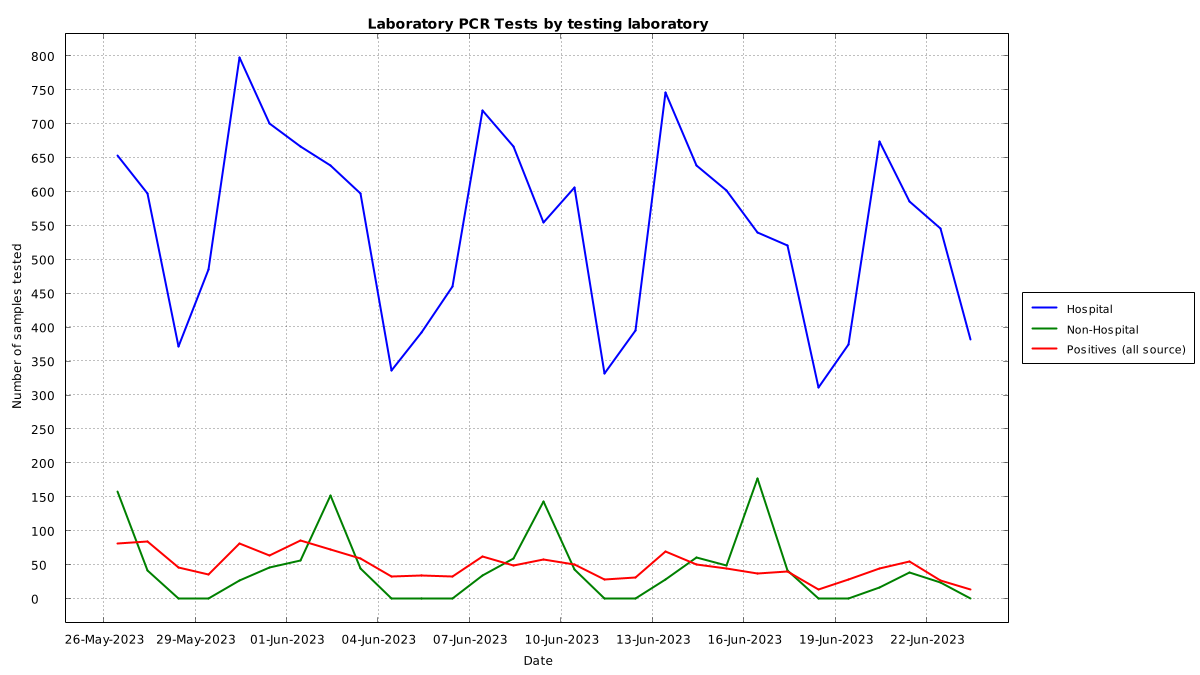 Laboratory PCR Tests by testing laboratory
800
750
700
650
600
550
500
450
400
350
300
250
200
150
100
50
0
Number of samples tested
26-May-2023 29-May-2023 01-Jun-2023 04-Jun-2023 07-Jun-2023 10-Jun-2023 13-Jun-2023 16-Jun-2023 19-Jun-2023 22-Jun-2023
Date
Hospital
Non-Hospital
Positives (all source)